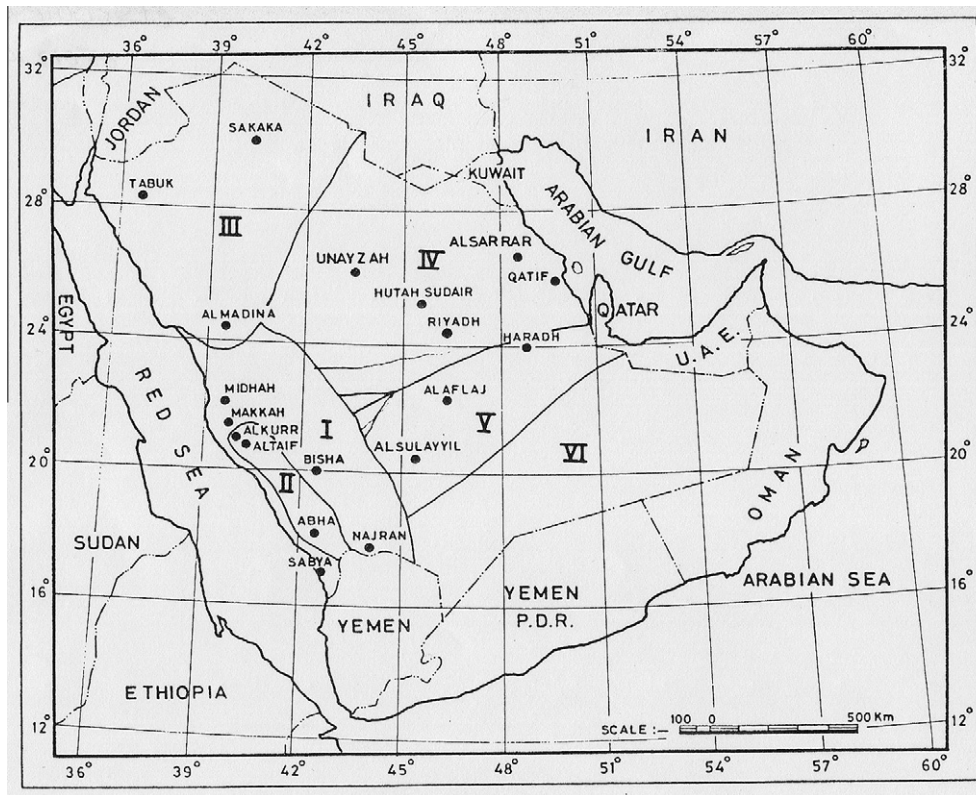 36° 39° 42° 45° 48° 51° 54° 57° 60°
32° 32°
IRAQ
JORDAN
SAKAKA
IRAN
KUWAIT
TABUK
28° 28°
ARABIAN GULF
III
ALSARRAR
UNAYZAH
IV
QATIF
HUTAH SUDAIR
QATAR
EGYPT
ALMADINA
RIYADH
24° 24°
HARADH
U.A.E.
RED SEA
MIDHAH
ALAFLAJ
MAKKAH
ALKURR
I
V
ALTAIF
ALSULAYYIL
VI
BISHA
20° 20°
II
OMAN
ABHA
NAJRAN
SUDAN
SABYA
ARABIAN SEA
16° 16°
YEMEN
YEMEN
P.D.R.
ETHIOPIA
12° 12°
SCALE :— 100 0 500 Km
36° 39° 42° 45° 48° 51° 54° 57° 60°